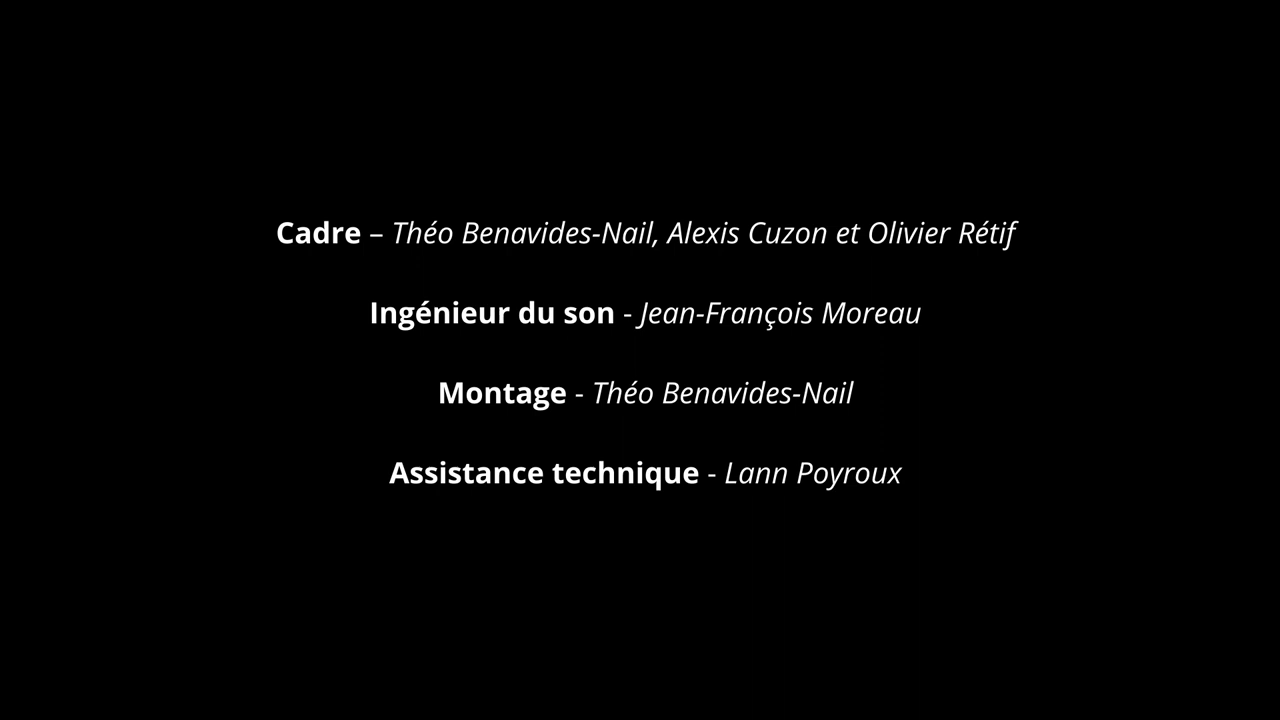 Cadre – Théo Benavides-Nail, Alexis Cuzon et Olivier Rétif
Ingénieur du son - Jean-François Moreau
Montage - Théo Benavides-Nail
Assistance technique - Lann Poyroux